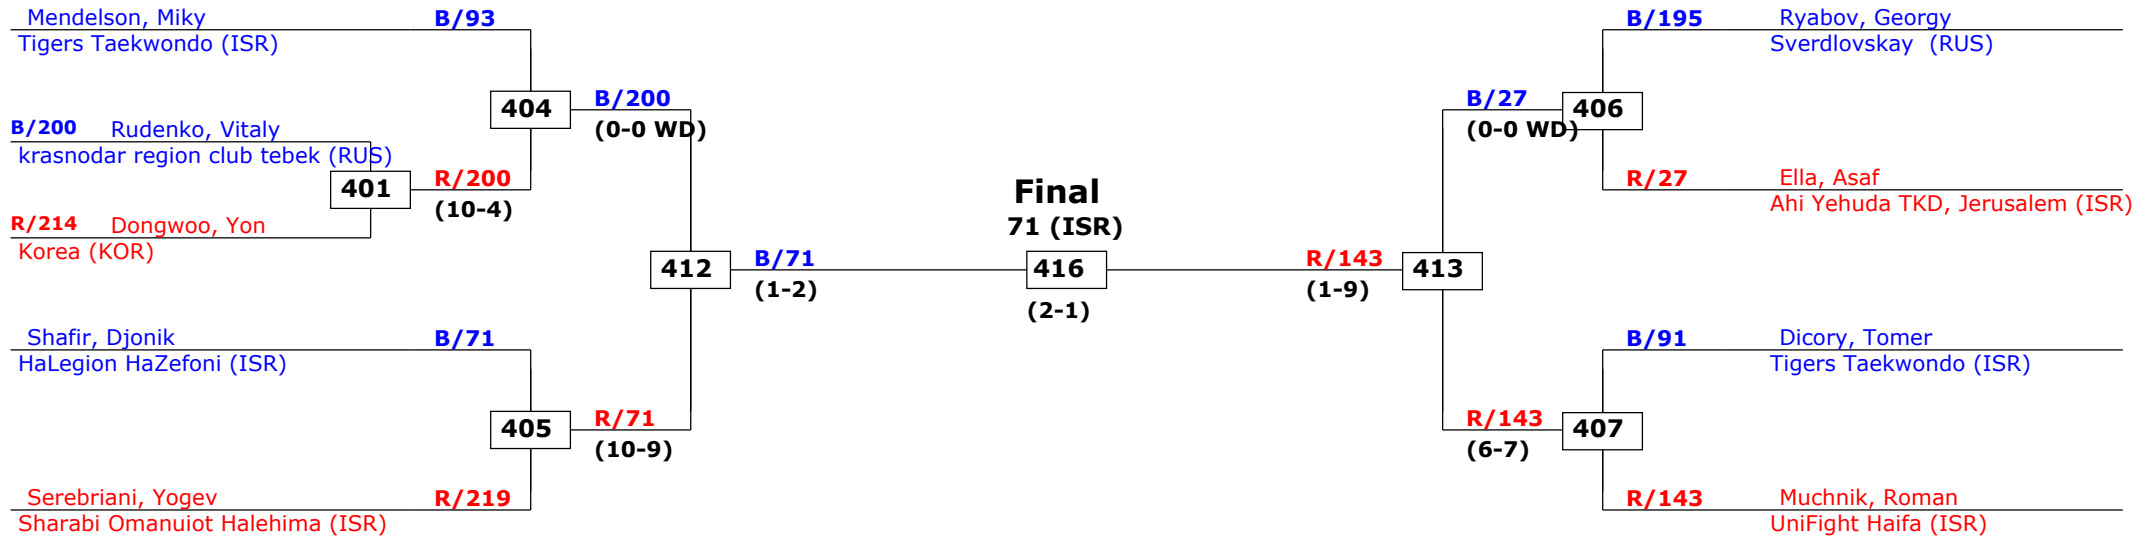 Mendelson, Miky B/93
Tigers Taekwondo (ISR)
404
B/200
(0-0 WD)
B/200 Rudenko, Vitaly
krasnodar region club tebek (RUS)
401
R/200
(10-4)
R/214 Dongwoo, Yon
Korea (KOR)
412
B/71
(1-2)
Shafir, Djonik B/71
HaLegion HaZefoni (ISR)
405
R/71
(10-9)
Serebriani, Yogev R/219
Sharabi Omanuiot Halehima (ISR)
Final
71 (ISR)
416
(2-1)
B/195 Ryabov, Georgy
Sverdlovskay (RUS)
B/27
(0-0 WD)
406
R/27 Ella, Asaf
Ahi Yehuda TKD, Jerusalem (ISR)
R/143
(1-9)
413
B/91 Dicory, Tomer
Tigers Taekwondo (ISR)
R/143
(6-7)
407
R/143 Muchnik, Roman
UniFight Haifa (ISR)